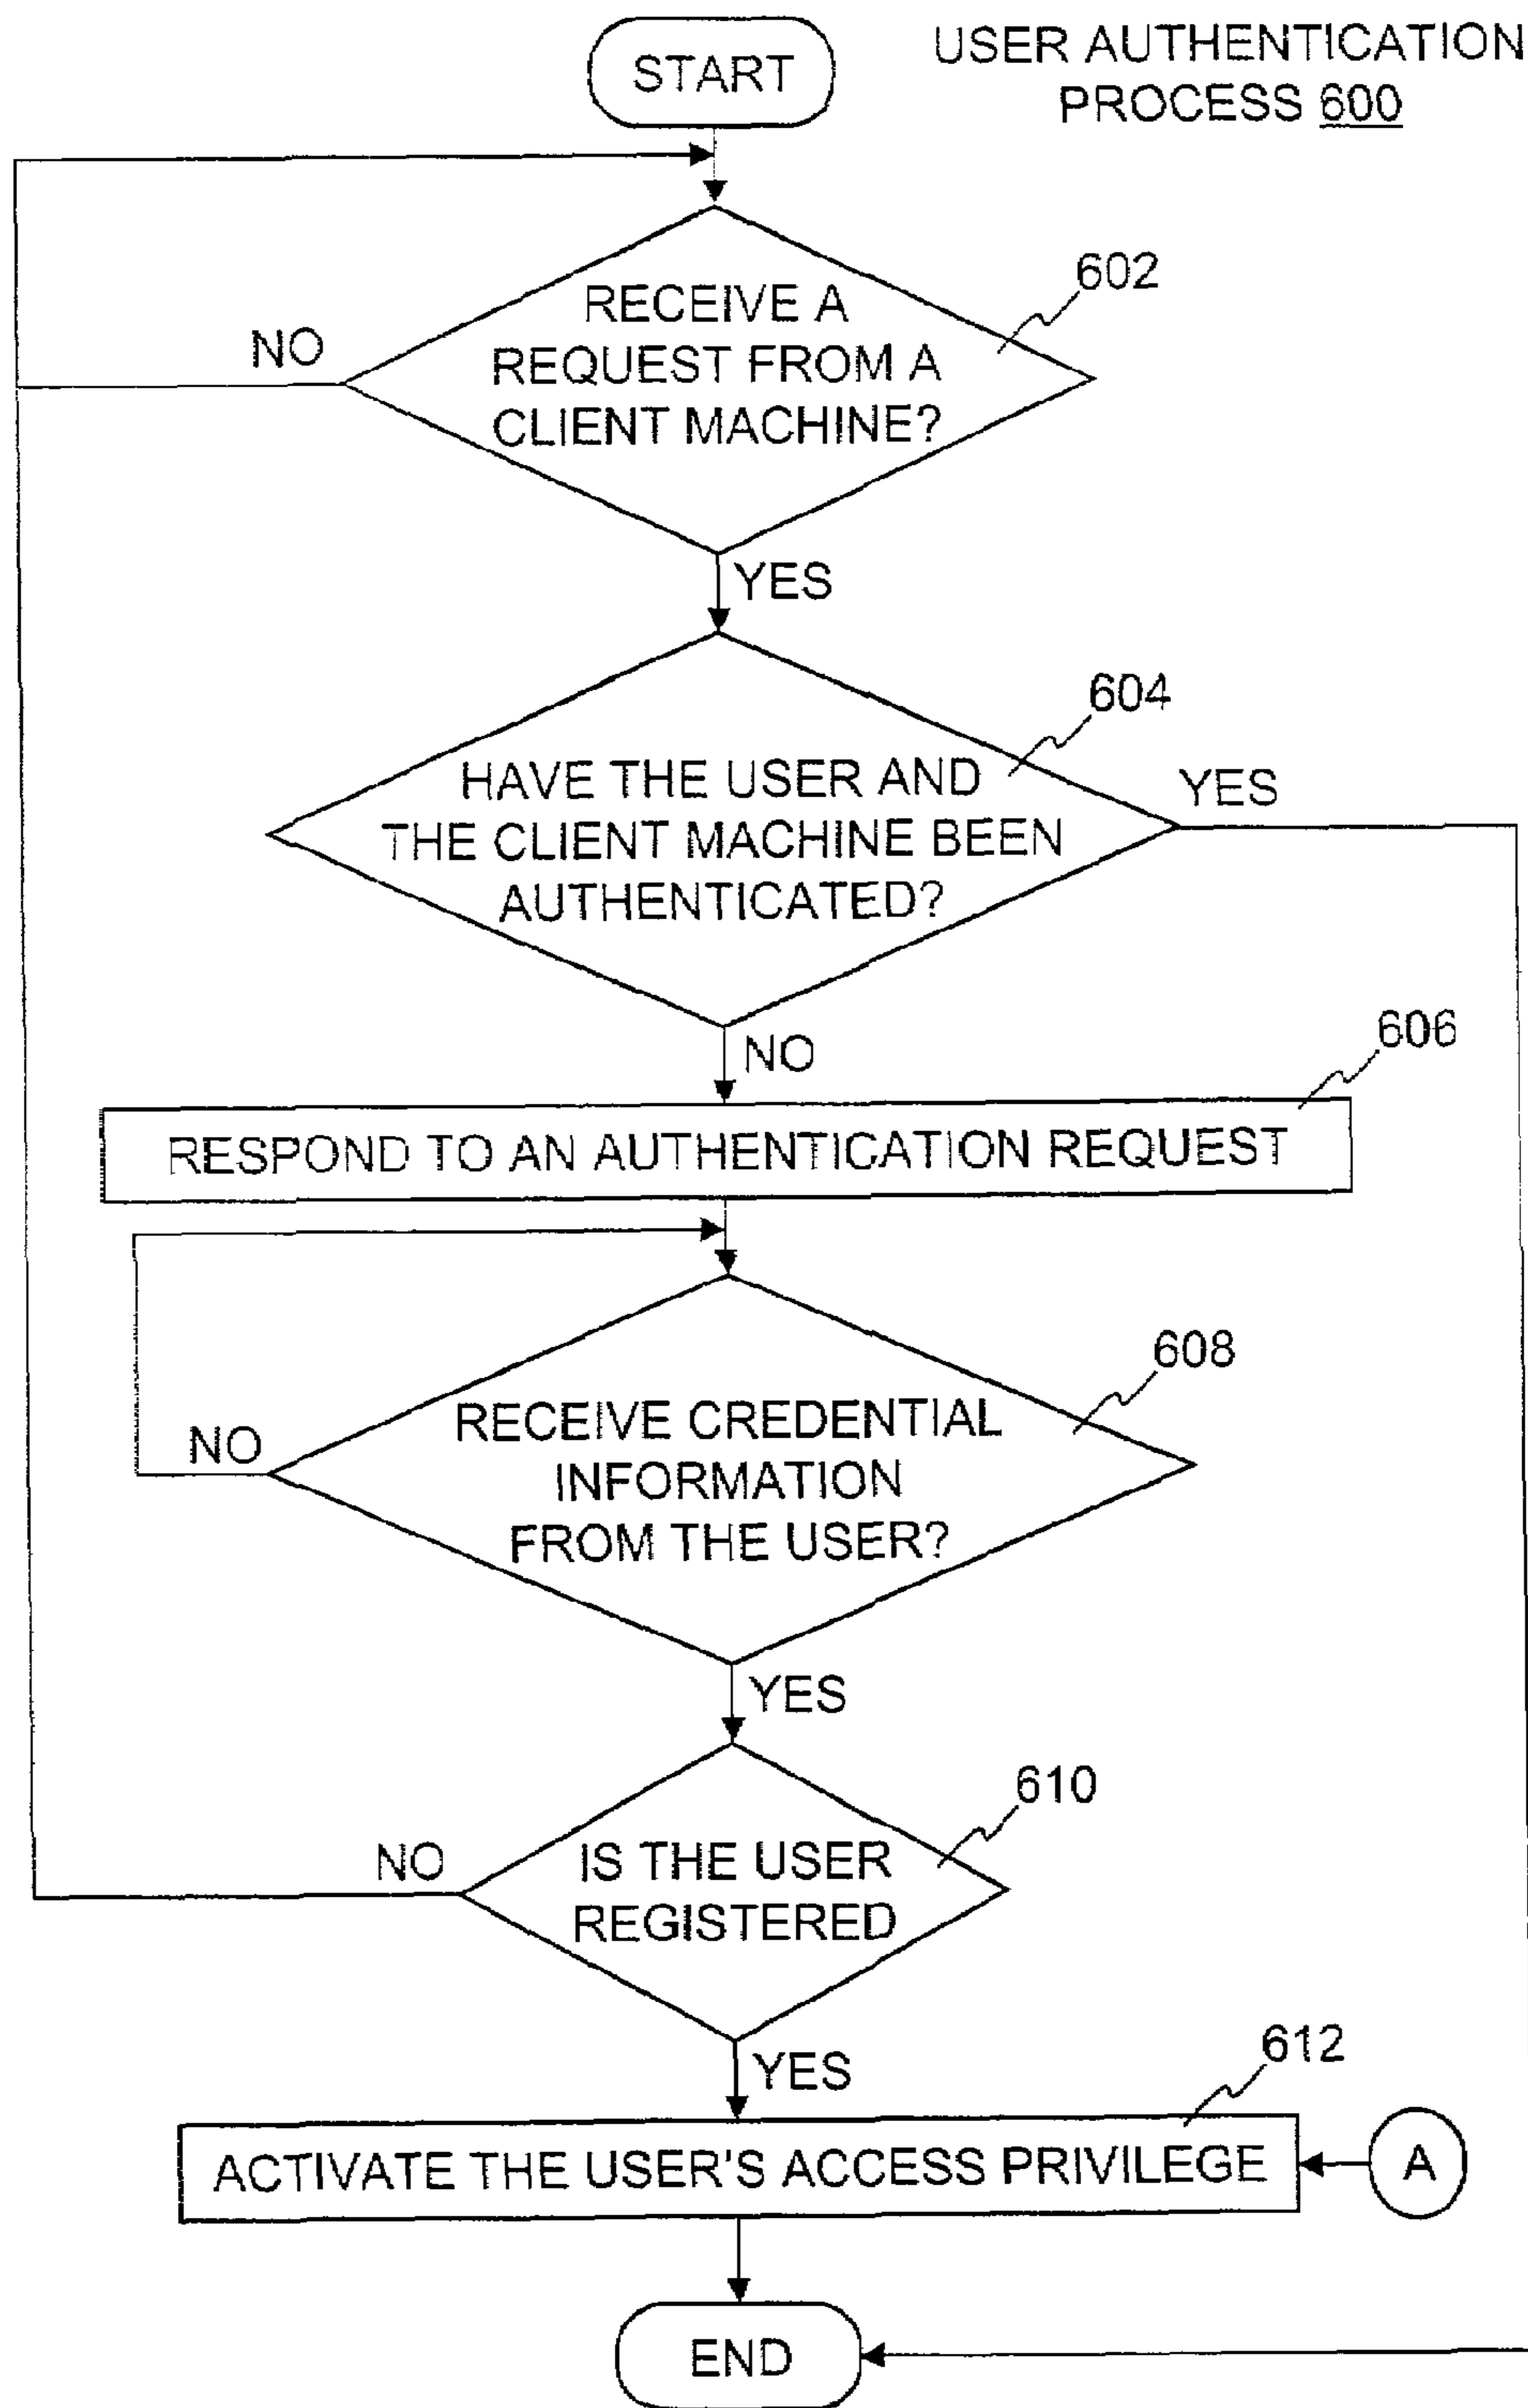 START
USER AUTHENTICATION
PROCESS 600
602
RECEIVE A
REQUEST FROM A
CLIENT MACHINE?
NO
YES
604
HAVE THE USER AND
THE CLIENT MACHINE BEEN
AUTHENTICATED?
YES
NO
606
RESPOND TO AN AUTHENTICATION REQUEST
608
RECEIVE CREDENTIAL
INFORMATION
FROM THE USER?
NO
YES
610
IS THE USER
REGISTERED
NO
YES
612
ACTIVATE THE USER'S ACCESS PRIVILEGE
A
END